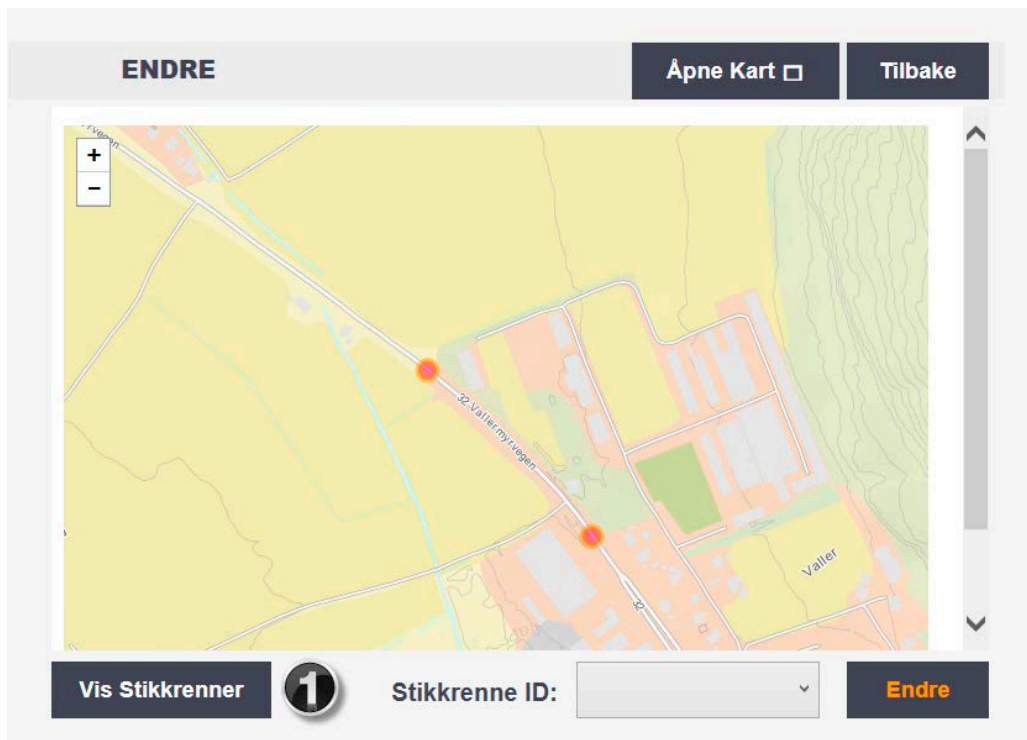 ENDRE
Åpne Kart
Tilbake
+
−
32 Vallermyrvegen
32
Valler
Vis Stikkrenner
1
Stikkrenne ID:
Endre